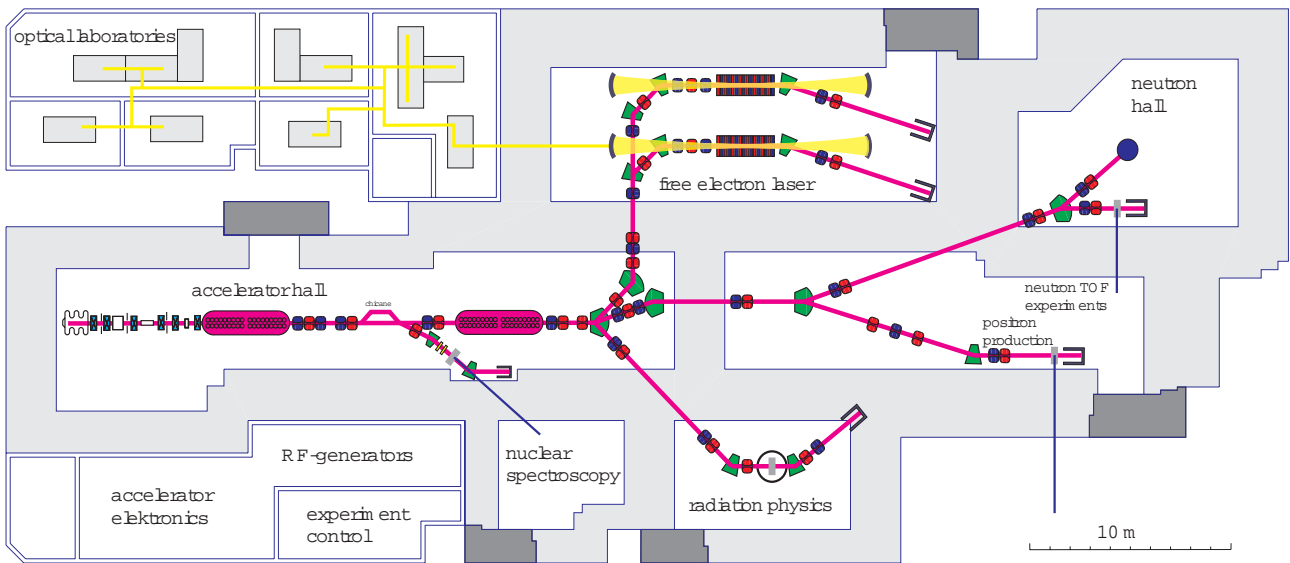 optical laboratories
neutron
hall
free electron laser
accelerator hall
chicane
neutron TOF
experiments
positron
production
RF-generators
nuclear
spectroscopy
accelerator
elektronics
experiment
control
radiation physics
10 m